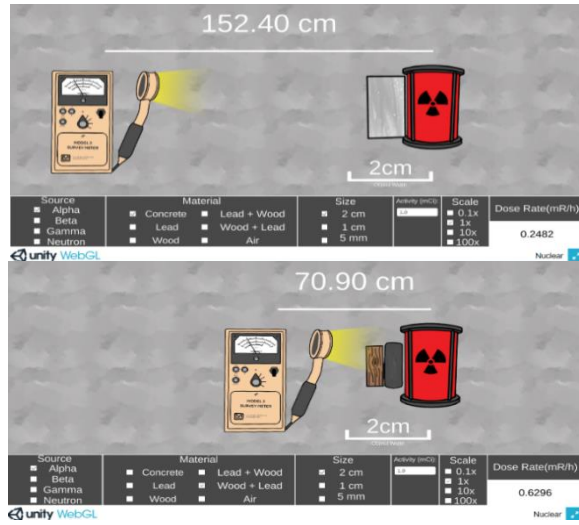 152.40 cm
MODEL 3
SURVEY METER
2cm
Source Material Size Activity (mCi) Scale Dose Rate(mR/h)
Alpha Concrete Lead + Wood 2 cm 1.0 0.1x
Beta Lead Wood + Lead 1 cm 1x 0.2482
Gamma Wood Air 5 mm 10x
Neutron 100x
unity WebGL Nuclear
70.90 cm
MODEL 3
SURVEY METER
2cm
Source Material Size Activity (mCi) Scale Dose Rate(mR/h)
Alpha Concrete Lead + Wood 2 cm 1.0 0.1x
Beta Lead Wood + Lead 1 cm 1x 0.6296
Gamma Wood Air 5 mm 10x
Neutron 100x
unity WebGL Nuclear